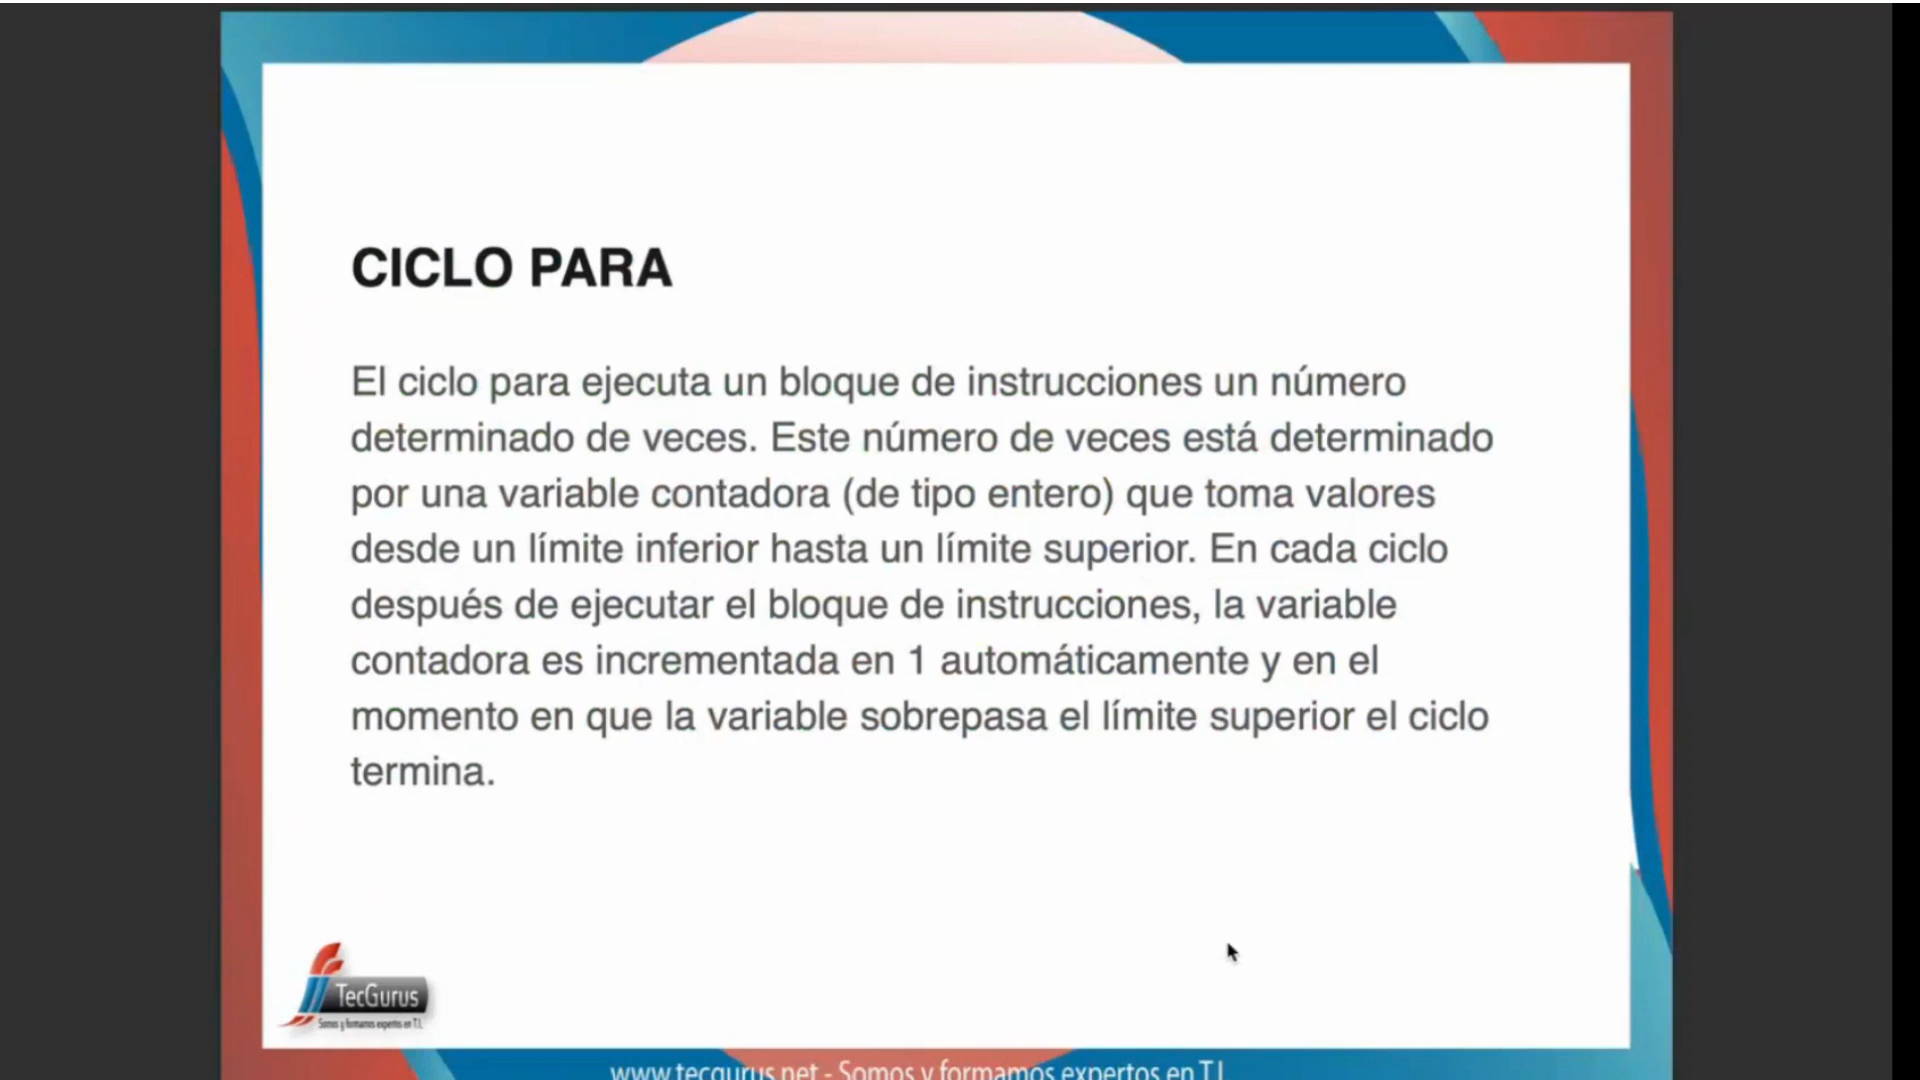 CICLO PARA
El ciclo para ejecuta un bloque de instrucciones un número
determinado de veces. Este número de veces está determinado
por una variable contadora (de tipo entero) que toma valores
desde un límite inferior hasta un límite superior. En cada ciclo
después de ejecutar el bloque de instrucciones, la variable
contadora es incrementada en 1 automáticamente y en el
momento en que la variable sobrepasa el límite superior el ciclo
termina.
TecGurus
Somos y formamos expertos en T.I.
www.tecgurus.net - Somos y formamos expertos en T.I